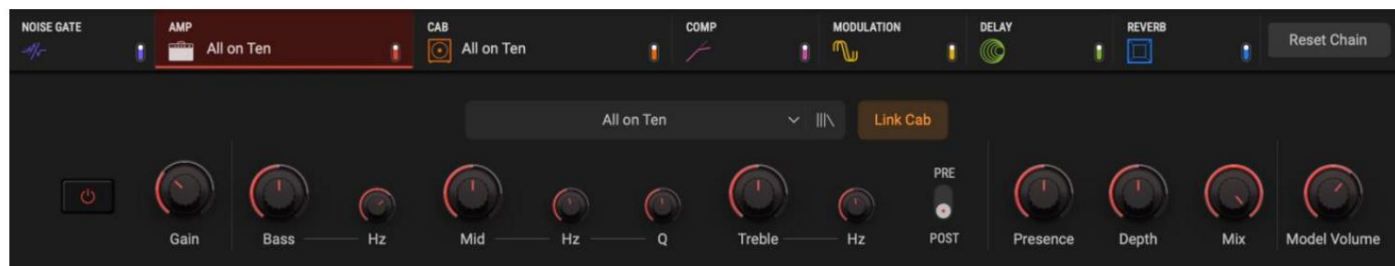 NOISE GATE
AMP
All on Ten
CAB
All on Ten
COMP
MODULATION
DELAY
REVERB
Reset Chain
All on Ten
Link Cab
PRE
POST
Gain
Bass
Hz
Mid
Hz
Q
Treble
Hz
Presence
Depth
Mix
Model Volume